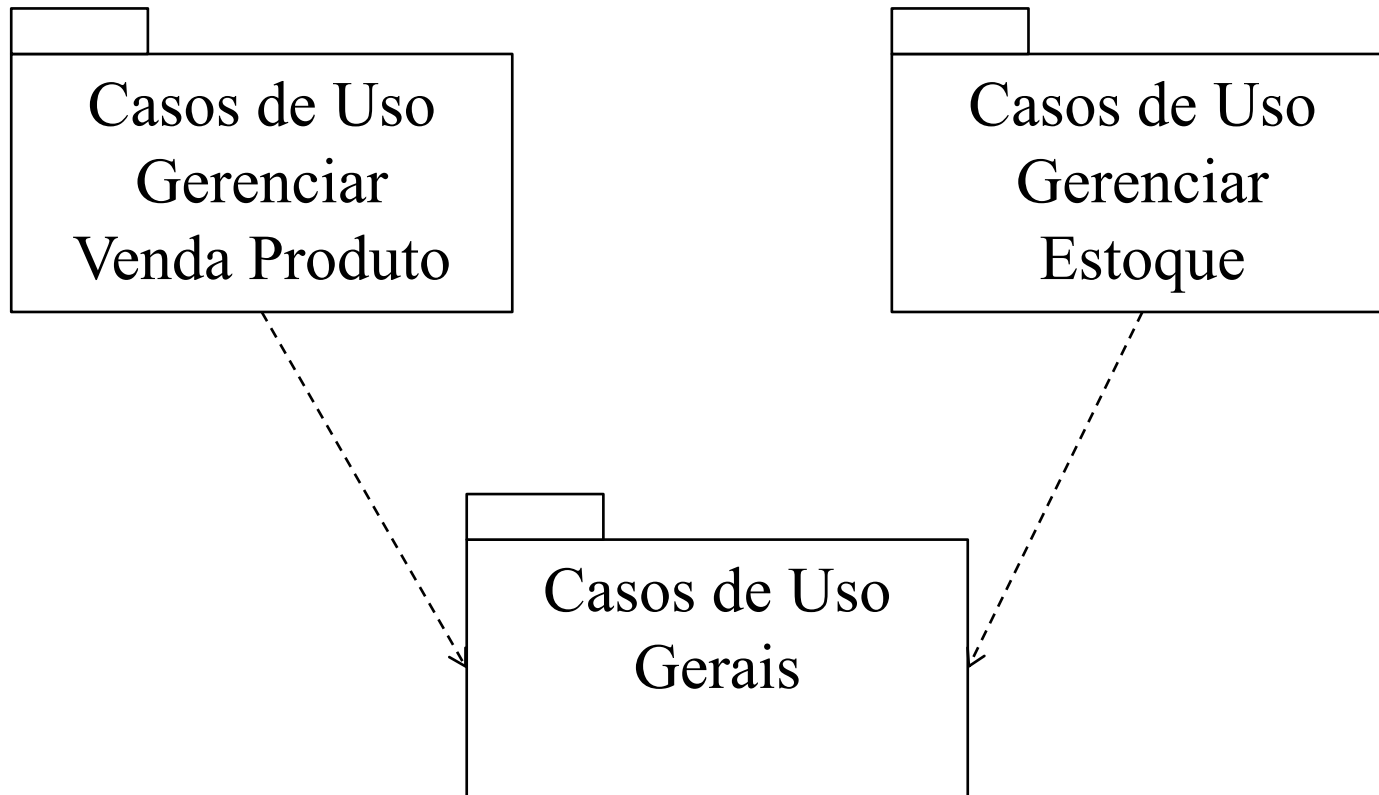 Casos de Uso
Gerenciar
Venda Produto
Casos de Uso
Gerenciar
Estoque
Casos de Uso
Gerais